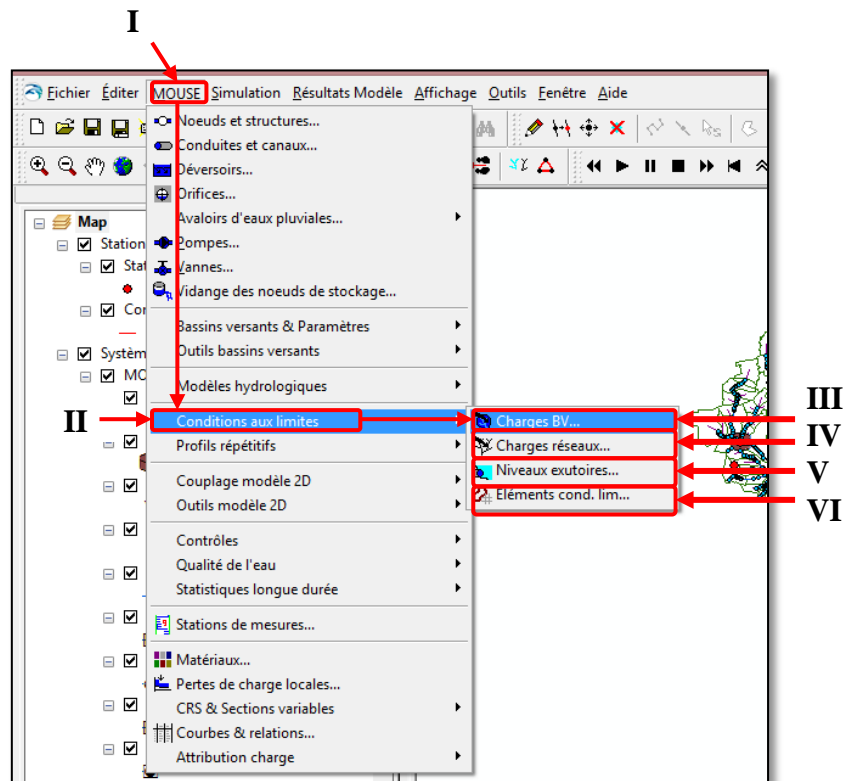 I
Fichier Éditer MOUSE Simulation Résultats Modèle Affichage Outils Fenêtre Aide
Noeuds et structures...
Conduites et canaux...
Déversoirs...
Orifices...
Avaloirs d'eaux pluviales...
Map
Station
Pompes...
Stat
Vannes...
Vidange des noeuds de stockage...
Cor
Bassins versants & Paramètres
Systèm
Outils bassins versants
MO
Modèles hydrologiques
II
Conditions aux limites
Charges BV...
III
Profils répétitifs
Charges réseaux...
IV
Niveaux exutoires...
V
Couplage modèle 2D
Eléments cond. lim...
VI
Outils modèle 2D
Contrôles
Qualité de l'eau
Statistiques longue durée
Stations de mesures...
Matériaux...
Pertes de charge locales...
CRS & Sections variables
Courbes & relations...
Attribution charge